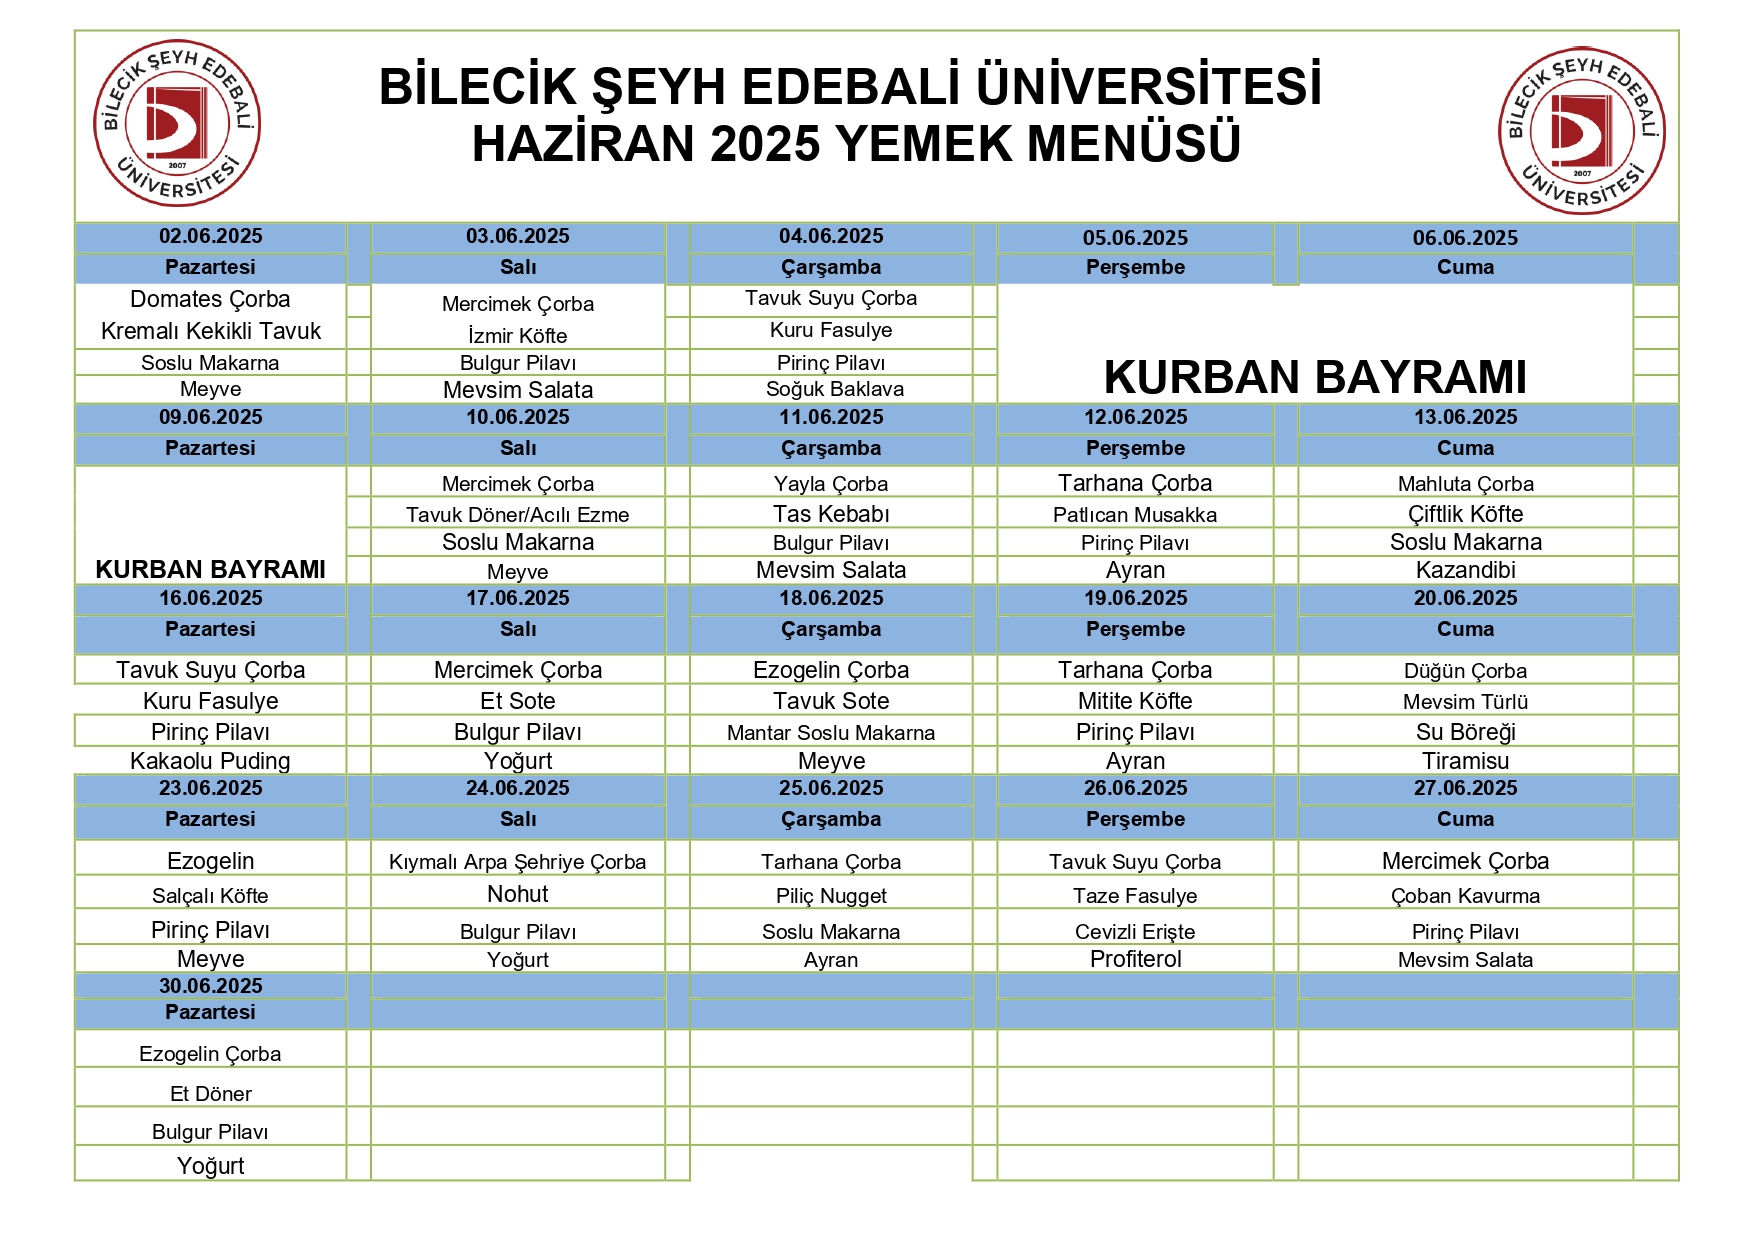 BİLECİK ŞEYH EDEBALİ ÜNİVERSİTESİ
2007
BİLECİK ŞEYH EDEBALİ ÜNİVERSİTESİ
HAZİRAN 2025 YEMEK MENÜSÜ
BİLECİK ŞEYH EDEBALİ ÜNİVERSİTESİ
2007
02.06.2025 03.06.2025 04.06.2025 05.06.2025 06.06.2025
Pazartesi Salı Çarşamba Perşembe Cuma
Domates Çorba Mercimek Çorba Tavuk Suyu Çorba
Kremalı Kekikli Tavuk İzmir Köfte Kuru Fasulye
Soslu Makarna Bulgur Pilavı Pirinç Pilavı
Meyve Mevsim Salata Soğuk Baklava KURBAN BAYRAMI
09.06.2025 10.06.2025 11.06.2025 12.06.2025 13.06.2025
Pazartesi Salı Çarşamba Perşembe Cuma
Mercimek Çorba Yayla Çorba Tarhana Çorba Mahluta Çorba
Tavuk Döner/Acılı Ezme Tas Kebabı Patlıcan Musakka Çiftlik Köfte
Soslu Makarna Bulgur Pilavı Pirinç Pilavı Soslu Makarna
KURBAN BAYRAMI Meyve Mevsim Salata Ayran Kazandibi
16.06.2025 17.06.2025 18.06.2025 19.06.2025 20.06.2025
Pazartesi Salı Çarşamba Perşembe Cuma
Tavuk Suyu Çorba Mercimek Çorba Ezogelin Çorba Tarhana Çorba Düğün Çorba
Kuru Fasulye Et Sote Tavuk Sote Mitite Köfte Mevsim Türlü
Pirinç Pilavı Bulgur Pilavı Mantar Soslu Makarna Pirinç Pilavı Su Böreği
Kakaolu Puding Yoğurt Meyve Ayran Tiramisu
23.06.2025 24.06.2025 25.06.2025 26.06.2025 27.06.2025
Pazartesi Salı Çarşamba Perşembe Cuma
Ezogelin Kıymalı Arpa Şehriye Çorba Tarhana Çorba Tavuk Suyu Çorba Mercimek Çorba
Salçalı Köfte Nohut Piliç Nugget Taze Fasulye Çoban Kavurma
Pirinç Pilavı Bulgur Pilavı Soslu Makarna Cevizli Erişte Pirinç Pilavı
Meyve Yoğurt Ayran Profiterol Mevsim Salata
30.06.2025
Pazartesi
Ezogelin Çorba
Et Döner
Bulgur Pilavı
Yoğurt